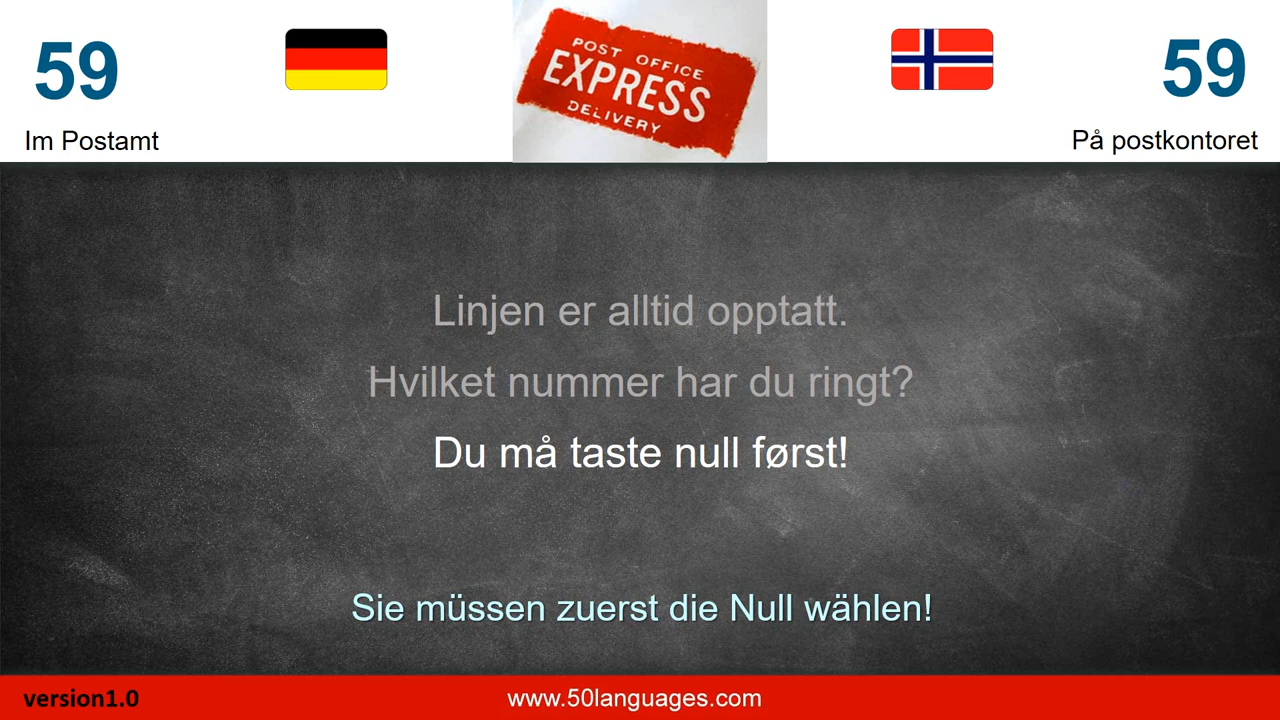 59
59
Im Postamt
POST OFFICE
EXPRESS
DELIVERY
På postkontoret
Linjen er alltid opptatt.
Hvilket nummer har du ringt?
Du må taste null først!
Sie müssen zuerst die Null wählen!
version1.0
www.50languages.com